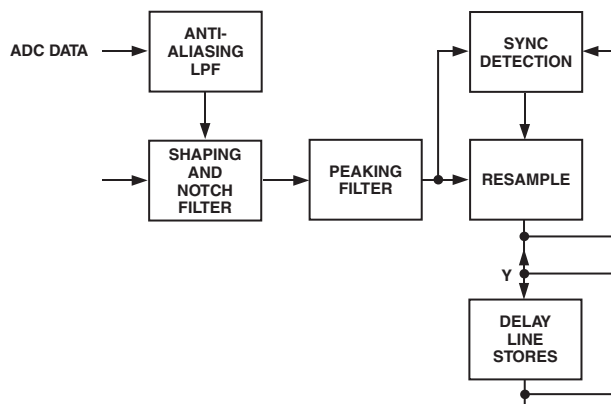 ADC DATA
ANTI-
ALIASING
LPF
SYNC
DETECTION
SHAPING
AND
NOTCH
FILTER
PEAKING
FILTER
RESAMPLE
Y
DELAY
LINE
STORES